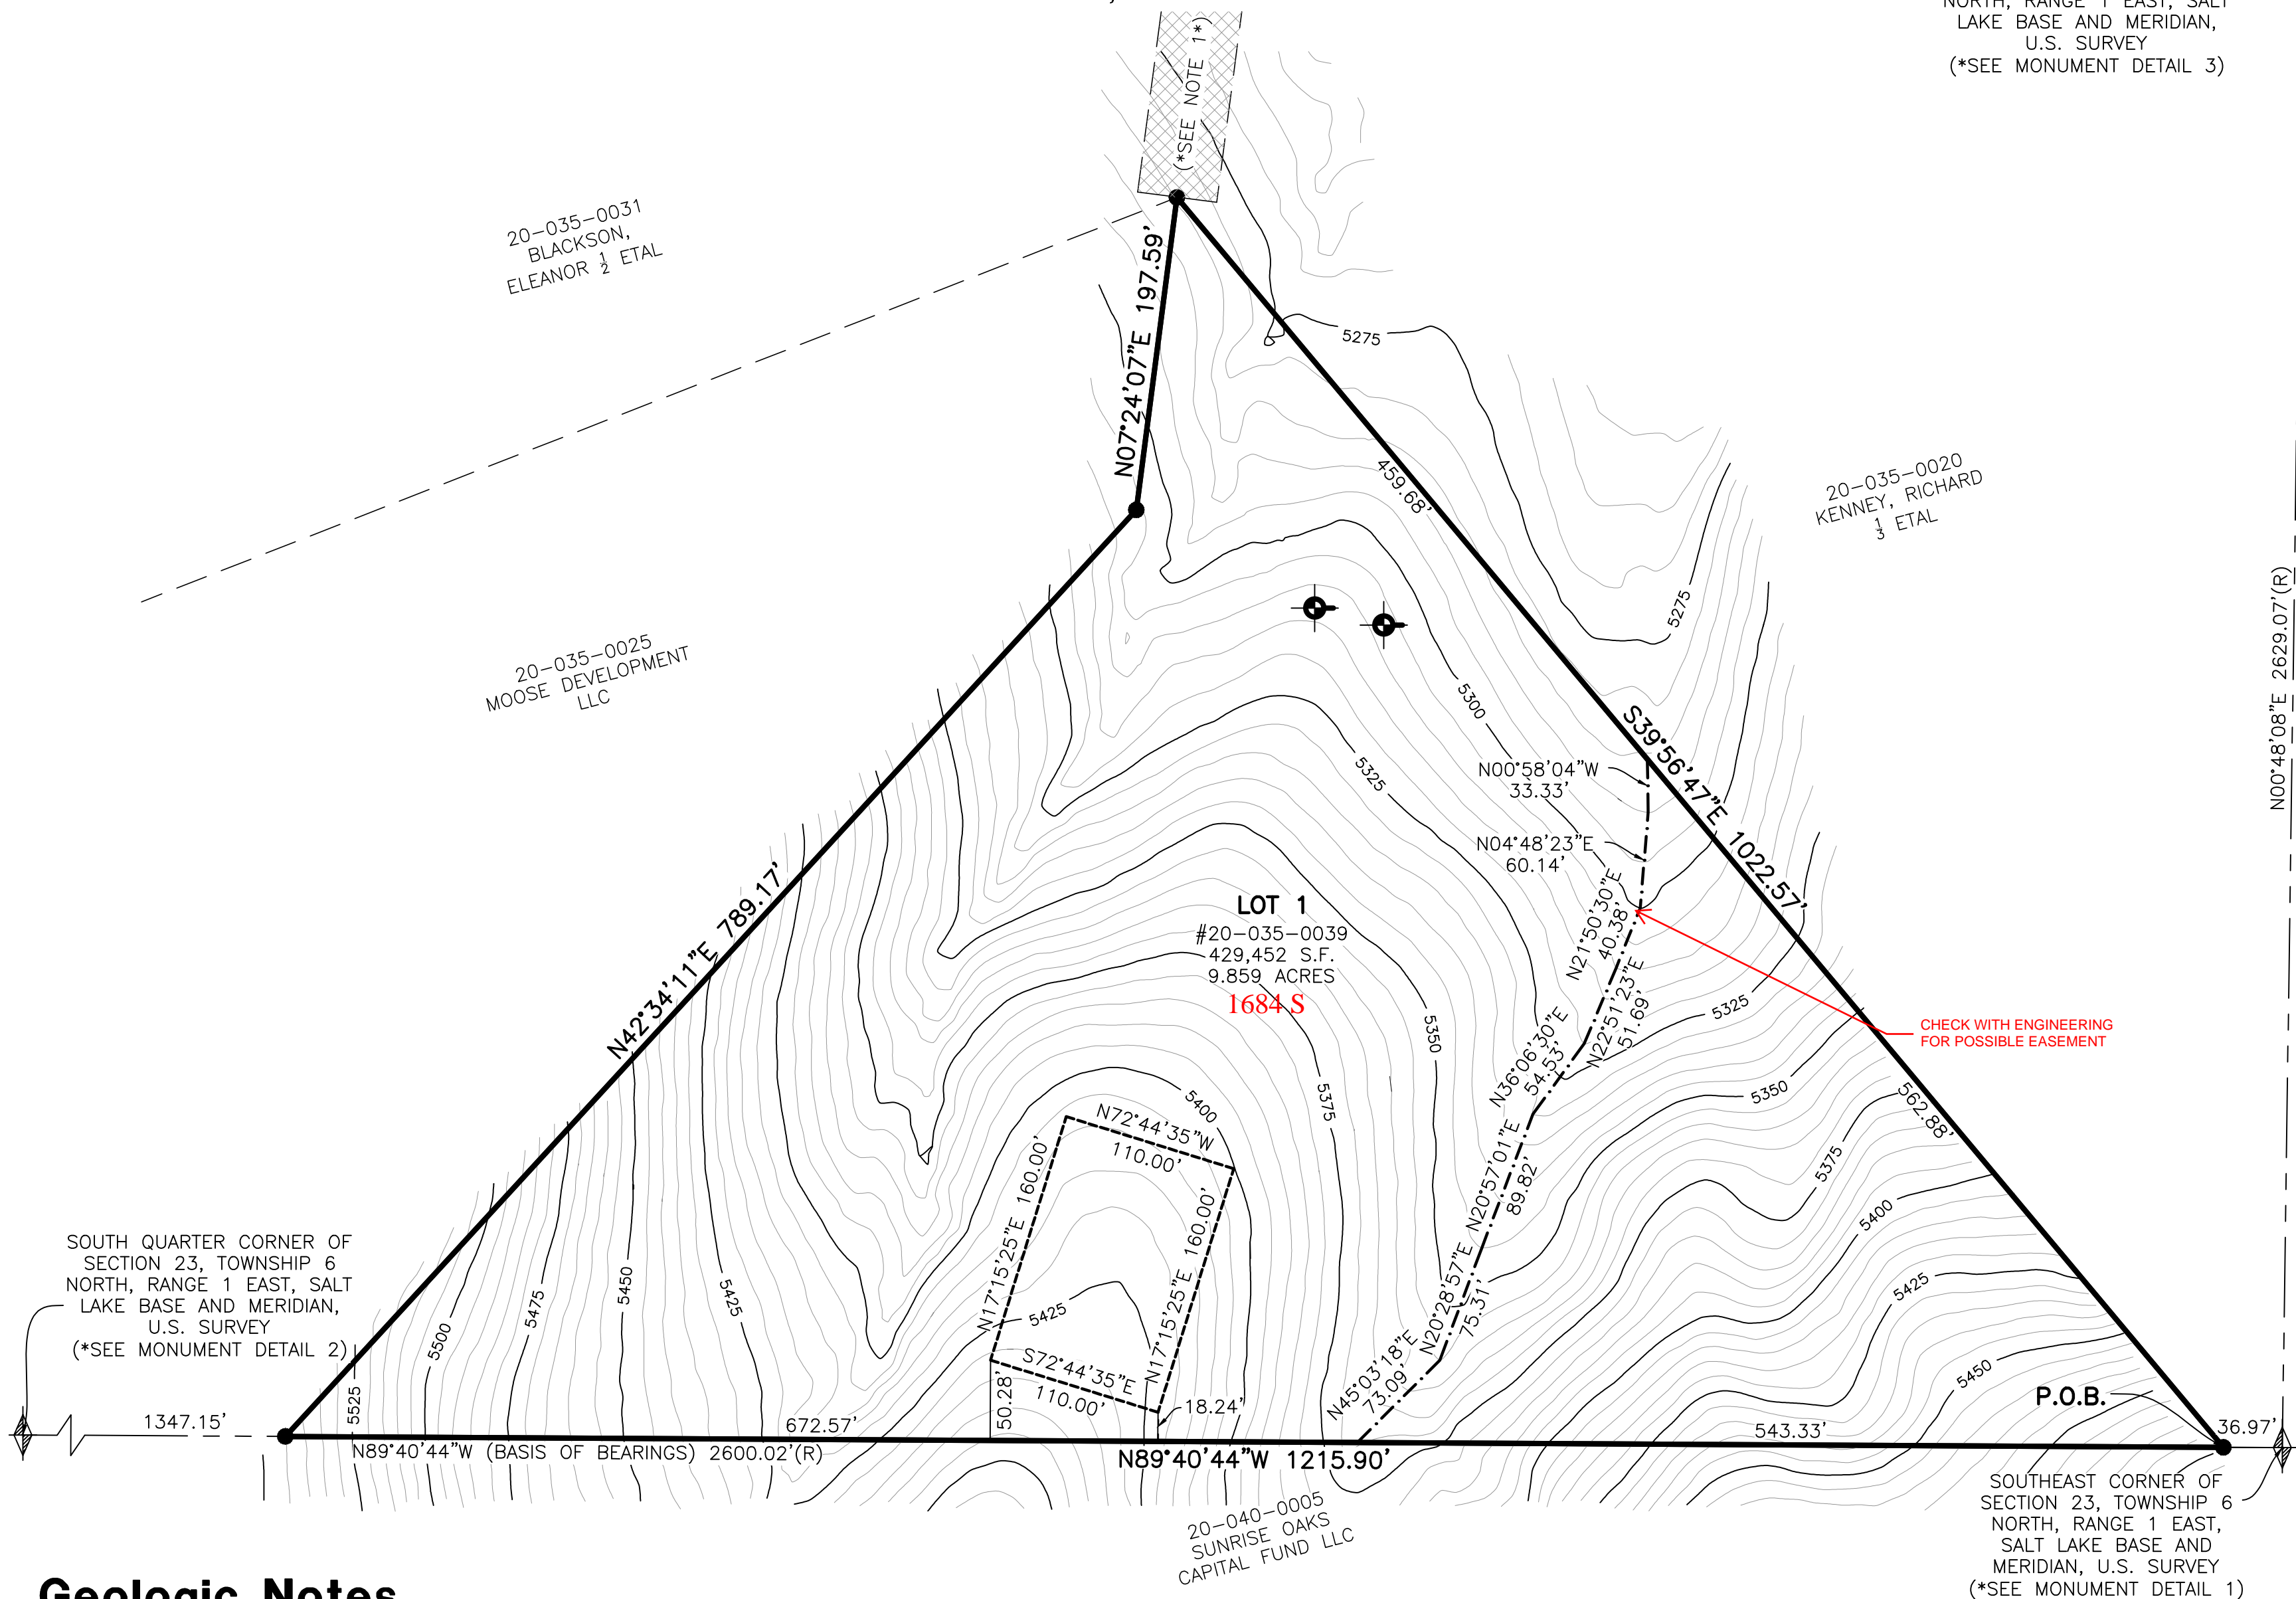 NORTH, RANGE 1 EAST, SALT
LAKE BASE AND MERIDIAN,
U.S. SURVEY
(*SEE MONUMENT DETAIL 3)
(*SEE NOTE 1*)
20-035-0031
BLACKSON,
ELEANOR 1/2 ETAL
N07°24'07"E 197.59'
5275
459.68'
20-035-0020
KENNEY, RICHARD
1/3 ETAL
5275
N00°48'08"E 2629.07'(R)
20-035-0025
MOOSE DEVELOPMENT
LLC
5300
5325
S39°56'47"E 1022.57'
N00°58'04"W
33.33'
N04°48'23"E
60.14'
N42°34'11"E 789.17'
LOT 1
#20-035-0039
429,452 S.F.
9.859 ACRES
1684 S
N21°50'30"E
40.38'
N22°51'23"E
51.69'
5325
CHECK WITH ENGINEERING
FOR POSSIBLE EASEMENT
5350
N36°06'30"E
54.53'
5350
562.88'
5375
5400
N72°44'35"W
110.00'
N20°57'01"E
89.82'
5375
5400
N17°15'25"E 160.00'
N17°15'25"E 160.00'
SOUTH QUARTER CORNER OF
SECTION 23, TOWNSHIP 6
NORTH, RANGE 1 EAST, SALT
LAKE BASE AND MERIDIAN,
U.S. SURVEY
(*SEE MONUMENT DETAIL 2)
5500
5475
5450
5425
5425
N20°28'57"E
75.31'
5425
S72°44'35"E
110.00'
50.28'
18.24'
N45°03'18"E
73.09'
5450
P.O.B.
5525
1347.15'
672.57'
543.33'
36.97'
N89°40'44"W (BASIS OF BEARINGS) 2600.02'(R)
N89°40'44"W 1215.90'
20-040-0005
SUNRISE OAKS
CAPITAL FUND LLC
SOUTHEAST CORNER OF
SECTION 23, TOWNSHIP 6
NORTH, RANGE 1 EAST,
SALT LAKE BASE AND
MERIDIAN, U.S. SURVEY
(*SEE MONUMENT DETAIL 1)
Geologic Notes